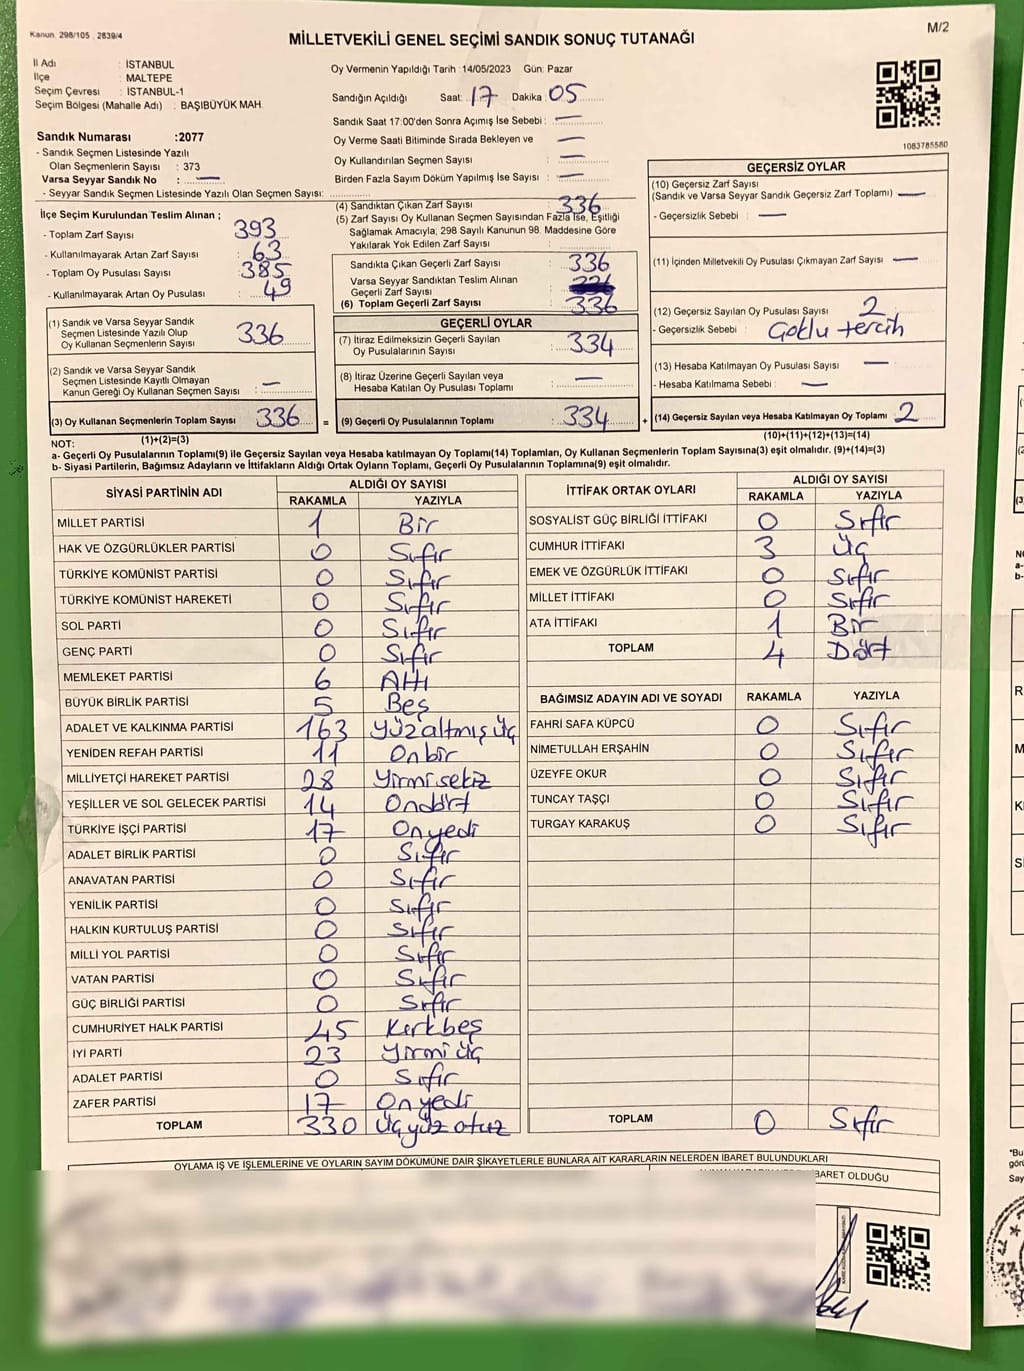 Kanun. 298/105 . 2839/4
M/2
MİLLETVEKİLİ GENEL SEÇİMİ SANDIK SONUÇ TUTANAĞI
İl Adı : İSTANBUL
İlçe : MALTEPE
Seçim Çevresi : İSTANBUL-1
Seçim Bölgesi (Mahalle Adı) : BAŞIBÜYÜK MAH.
Sandık Numarası :2077
- Sandık Seçmen Listesinde Yazılı
Olan Seçmenlerin Sayısı : 373
Varsa Seyyar Sandık No : —
- Seyyar Sandık Seçmen Listesinde Yazılı Olan Seçmen Sayısı:
Oy Vermenin Yapıldığı Tarih :14/05/2023 Gün: Pazar
Sandığın Açıldığı Saat: 17 Dakika: 05
Sandık Saat 17:00'den Sonra Açımış İse Sebebi : —
Oy Verme Saati Bitiminde Sırada Bekleyen ve : —
Oy Kullandırılan Seçmen Sayısı : —
Birden Fazla Sayım Döküm Yapılmış İse Sayısı : —
1083785580
İlçe Seçim Kurulundan Teslim Alınan ;
- Toplam Zarf Sayısı : 393
- Kullanılmayarak Artan Zarf Sayısı : 63
- Toplam Oy Pusulası Sayısı : 385
- Kullanılmayarak Artan Oy Pusulası : 49
(4) Sandıktan Çıkan Zarf Sayısı : 336
(5) Zarf Sayısı Oy Kullanan Seçmen Sayısından Fazla İse, Eşitliği
Sağlamak Amacıyla; 298 Sayılı Kanunun 98. Maddesine Göre
Yakılarak Yok Edilen Zarf Sayısı :
Sandıkta Çıkan Geçerli Zarf Sayısı : 336
Varsa Seyyar Sandıktan Teslim Alınan
Geçerli Zarf Sayısı :
(6) Toplam Geçerli Zarf Sayısı : 336
GEÇERSİZ OYLAR
(10) Geçersiz Zarf Sayısı
(Sandık ve Varsa Seyyar Sandık Geçersiz Zarf Toplamı) : —
- Geçersizlik Sebebi : —
(11) İçinden Milletvekili Oy Pusulası Çıkmayan Zarf Sayısı : —
(12) Geçersiz Sayılan Oy Pusulası Sayısı : 2
- Geçersizlik Sebebi : Çoklu tercih
(13) Hesaba Katılmayan Oy Pusulası Sayısı : —
- Hesaba Katılmama Sebebi : —
(1) Sandık ve Varsa Seyyar Sandık
Seçmen Listesinde Yazılı Olup
Oy Kullanan Seçmenlerin Sayısı : 336
(2) Sandık ve Varsa Seyyar Sandık
Seçmen Listesinde Kayıtlı Olmayan
Kanun Gereği Oy Kullanan Seçmen Sayısı : —
GEÇERLİ OYLAR
(7) İtiraz Edilmeksizin Geçerli Sayılan
Oy Pusulalarının Sayısı : 334
(8) İtiraz Üzerine Geçerli Sayılan veya
Hesaba Katılan Oy Pusulası Toplamı : —
(3) Oy Kullanan Seçmenlerin Toplam Sayısı : 336 = (9) Geçerli Oy Pusulalarının Toplamı : 334 + (14) Geçersiz Sayılan veya Hesaba Katılmayan Oy Toplamı : 2
NOT: (1)+(2)=(3) (10)+(11)+(12)+(13)=(14)
a- Geçerli Oy Pusulasının Toplamı(9) ile Geçersiz Sayılan veya Hesaba katılmayan Oy Toplamı(14) Toplamları, Oy Kullanan Seçmenlerin Toplam Sayısına(3) eşit olmalıdır. (9)+(14)=(3)
b- Siyasi Partilerin, Bağımsız Adayların ve İttifakların Aldığı Ortak Oyların Toplamı, Geçerli Oy Pusulalarının Toplamına(9) eşit olmalıdır.
SİYASİ PARTİNİN ADI ALDIĞI OY SAYISI
RAKAMLA YAZIYLA
MİLLET PARTİSİ 1 Bir
HAK VE ÖZGÜRLÜKLER PARTİSİ 0 Sıfır
TÜRKİYE KOMÜNİST PARTİSİ 0 Sıfır
TÜRKİYE KOMÜNİST HAREKETİ 0 Sıfır
SOL PARTİ 0 Sıfır
GENÇ PARTİ 0 Sıfır
MEMLEKET PARTİSİ 6 Altı
BÜYÜK BİRLİK PARTİSİ 5 Beş
ADALET VE KALKINMA PARTİSİ 163 yüzaltmış üç
YENİDEN REFAH PARTİSİ 11 Onbir
MİLLİYETÇİ HAREKET PARTİSİ 28 Yirmisekiz
YEŞİLLER VE SOL GELECEK PARTİSİ 14 Ondört
TÜRKİYE İŞÇİ PARTİSİ 17 Onyedi
ADALET BİRLİK PARTİSİ 0 Sıfır
ANAVATAN PARTİSİ 0 Sıfır
YENİLİK PARTİSİ 0 Sıfır
HALKIN KURTULUŞ PARTİSİ 0 Sıfır
MİLLİ YOL PARTİSİ 0 Sıfır
VATAN PARTİSİ 0 Sıfır
GÜÇ BİRLİĞİ PARTİSİ 0 Sıfır
CUMHURİYET HALK PARTİSİ 45 Kırkbeş
İYİ PARTİ 23 Yirmi üç
ADALET PARTİSİ 0 Sıfır
ZAFER PARTİSİ 17 Onyedi
TOPLAM 330 Üçyüz otuz
İTTİFAK ORTAK OYLARI ALDIĞI OY SAYISI
RAKAMLA YAZIYLA
SOSYALİST GÜÇ BİRLİĞİ İTTİFAKI 0 Sıfır
CUMHUR İTTİFAKI 3 Üç
EMEK VE ÖZGÜRLÜK İTTİFAKI 0 Sıfır
MİLLET İTTİFAKI 0 Sıfır
ATA İTTİFAKI 1 Bir
TOPLAM 4 Dört
BAĞIMSIZ ADAYIN ADI VE SOYADI RAKAMLA YAZIYLA
FAHRİ SAFA KÜPCÜ 0 Sıfır
NİMETULLAH ERŞAHİN 0 Sıfır
ÜZEYFE OKUR 0 Sıfır
TUNCAY TAŞÇI 0 Sıfır
TURGAY KARAKUŞ 0 Sıfır
TOPLAM 0 Sıfır
OYLAMA İŞ VE İŞLEMLERİNE VE OYLARIN SAYIM DÖKÜMÜNE DAİR ŞİKAYETLERLE BUNLARA AİT KARARLARIN NELERDEN İBARET BULUNDUKLARI
BARET OLDUĞU